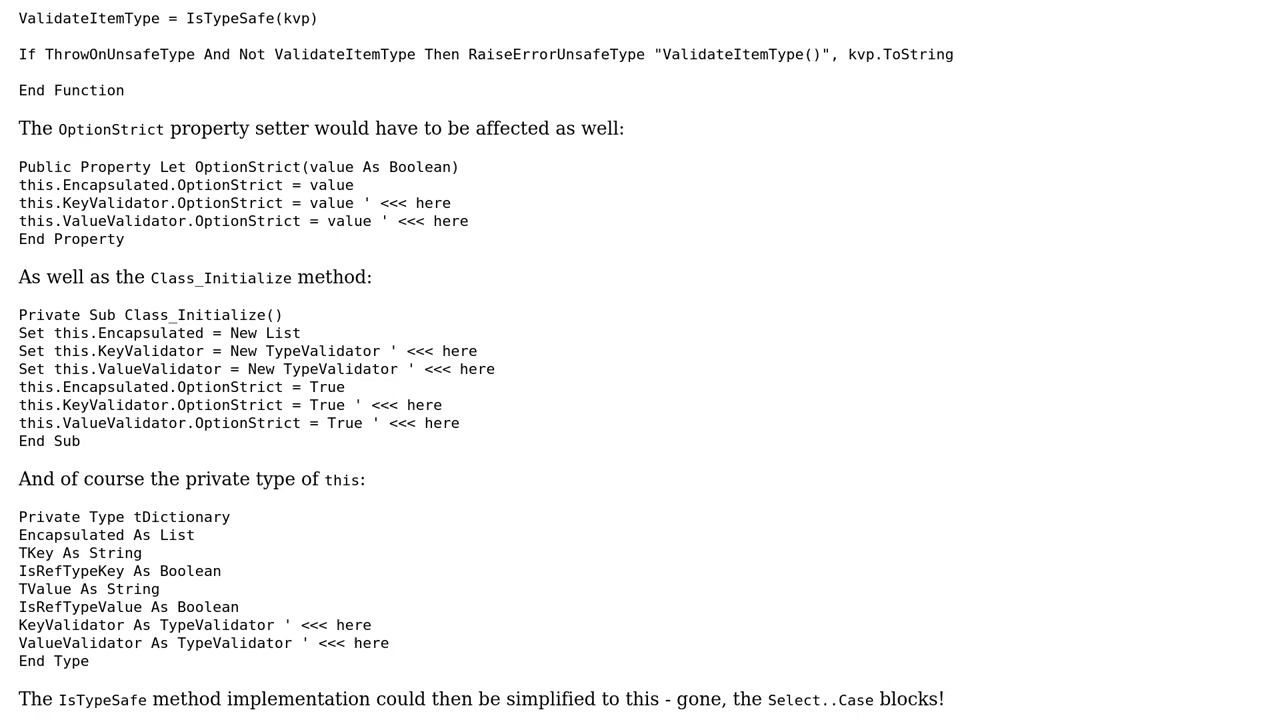 ValidateItemType = IsTypeSafe(kvp)
If ThrowOnUnsafeType And Not ValidateItemType Then RaiseErrorUnsafeType "ValidateItemType()", kvp.ToString
End Function
The OptionStrict property setter would have to be affected as well:
Public Property Let OptionStrict(value As Boolean)
this.Encapsulated.OptionStrict = value
this.KeyValidator.OptionStrict = value ' <<< here
this.ValueValidator.OptionStrict = value ' <<< here
End Property
As well as the Class_Initialize method:
Private Sub Class_Initialize()
Set this.Encapsulated = New List
Set this.KeyValidator = New TypeValidator ' <<< here
Set this.ValueValidator = New TypeValidator ' <<< here
this.Encapsulated.OptionStrict = True
this.KeyValidator.OptionStrict = True ' <<< here
this.ValueValidator.OptionStrict = True ' <<< here
End Sub
And of course the private type of this:
Private Type tDictionary
Encapsulated As List
TKey As String
IsRefTypeKey As Boolean
TValue As String
IsRefTypeValue As Boolean
KeyValidator As TypeValidator ' <<< here
ValueValidator As TypeValidator ' <<< here
End Type
The IsTypeSafe method implementation could then be simplified to this - gone, the Select..Case blocks!